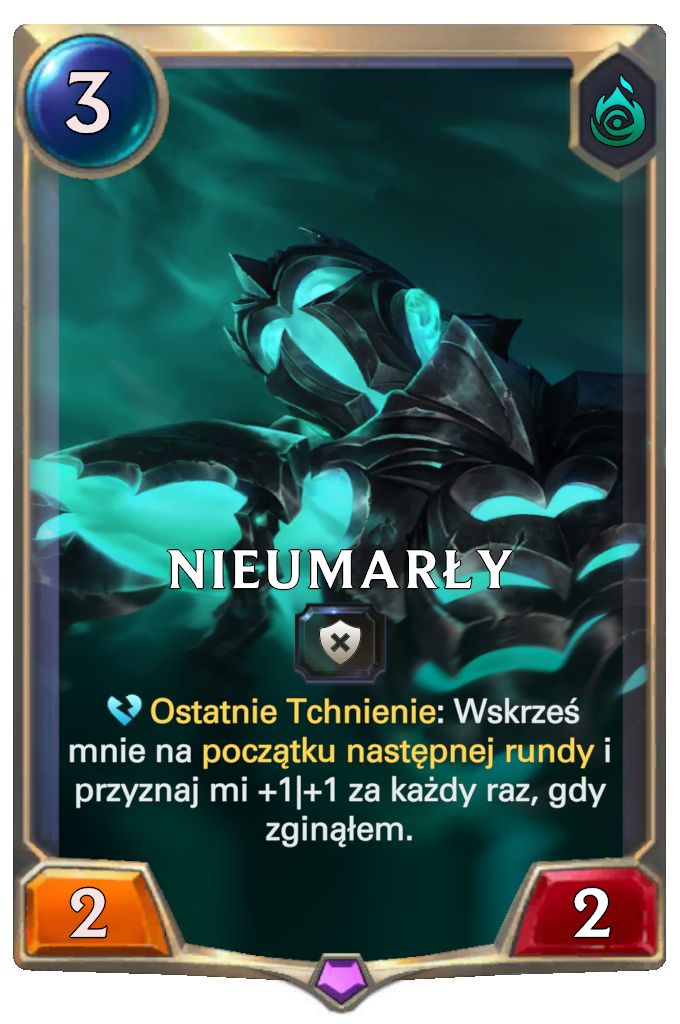 3
NIEUMARŁY
Ostatnie Tchnienie: Wskrześ
mnie na początku następnej rundy i
przyznaj mi +1|+1 za każdy raz, gdy
zginąłem.
2
2